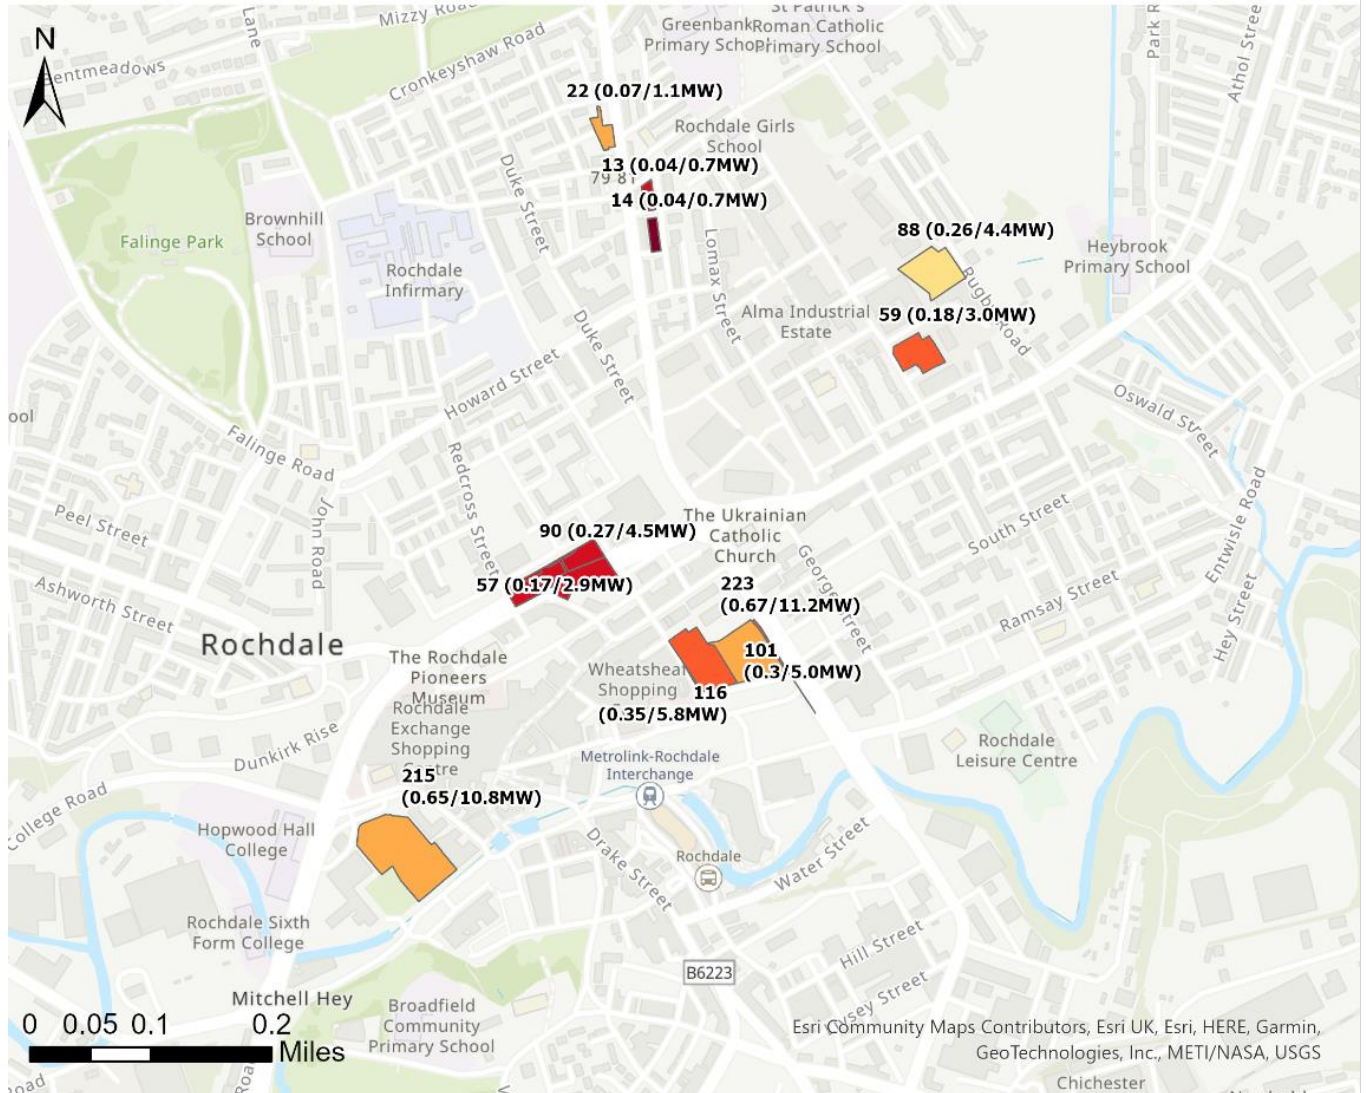 Mizzy Road
Lane
N
entmeadows
Cronkeyshaw Road
Greenbank
Primary School
St Patrick's
Roman Catholic
Primary School
Park R
Athol Street
22 (0.07/1.1MW)
Rochdale Girls
School
13 (0.04/0.7MW)
79 81
14 (0.04/0.7MW)
Duke Street
Brownhill
School
Falinge Park
Rochdale
Infirmary
Lomax Street
88 (0.26/4.4MW)
Heybrook
Primary School
Rugby Road
Alma Industrial
Estate
59 (0.18/3.0MW)
Duke Street
Howard Street
ool
Falinge Road
Oswald Street
Redcross Street
John Road
Peel Street
Entwisle Road
South Street
The Ukrainian
Catholic
Church
90 (0.27/4.5MW)
57 (0.17/2.9MW)
George Street
Ashworth Street
Ramsay Street
Hey Street
223
(0.67/11.2MW)
Rochdale
The Rochdale
Pioneers
Museum
Wheatsheaf
Shopping
101
(0.3/5.0MW)
116
(0.35/5.8MW)
Rochdale
Exchange
Shopping
Centre
Dunkirk Rise
Rochdale
Leisure Centre
Metrolink-Rochdale
Interchange
215
(0.65/10.8MW)
College Road
Hopwood Hall
College
Drake Street
Rochdale
Water Street
Rochdale Sixth
Form College
Hill Street
B6223
Mitchell Hey
Broadfield
Community
Primary School
0 0.05 0.1 0.2
Miles
Esri Community Maps Contributors, Esri UK, Esri, HERE, Garmin,
GeoTechnologies, Inc., METI/NASA, USGS
oad
Chichester